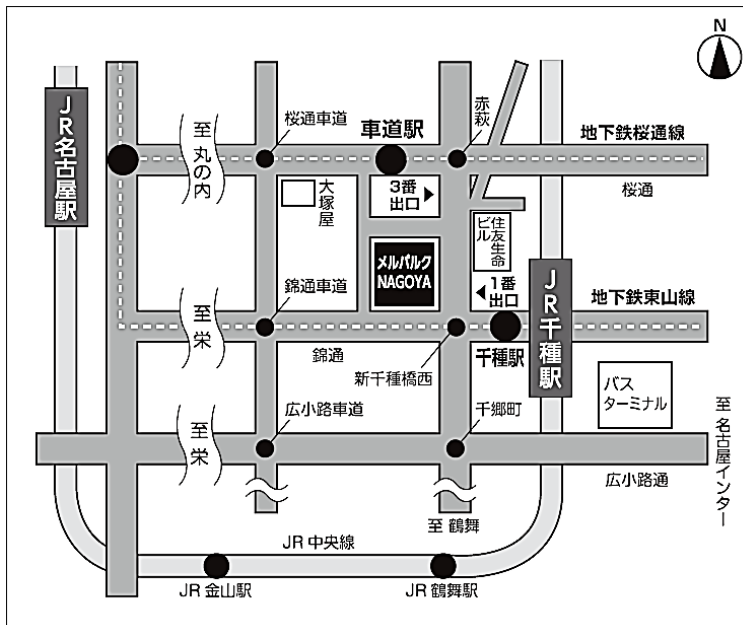 N
JR名古屋駅
至丸の内
桜通車道
車道駅
赤萩
地下鉄桜通線
桜通
大塚屋
3番
出口
住友生命
ビル
メルパルク
NAGOYA
1番
出口
JR千種駅
地下鉄東山線
錦通車道
至栄
錦通
新千種橋西
千種駅
バス
ターミナル
至 名古屋インター
広小路車道
至栄
千郷町
広小路通
至 鶴舞
JR中央線
JR金山駅
JR鶴舞駅